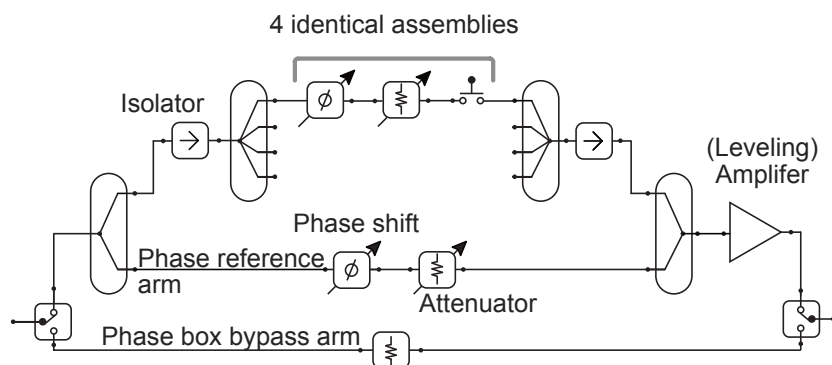 4 identical assemblies
Isolator
(Leveling)
Amplifer
Phase shift
Phase reference
arm
Attenuator
Phase box bypass arm